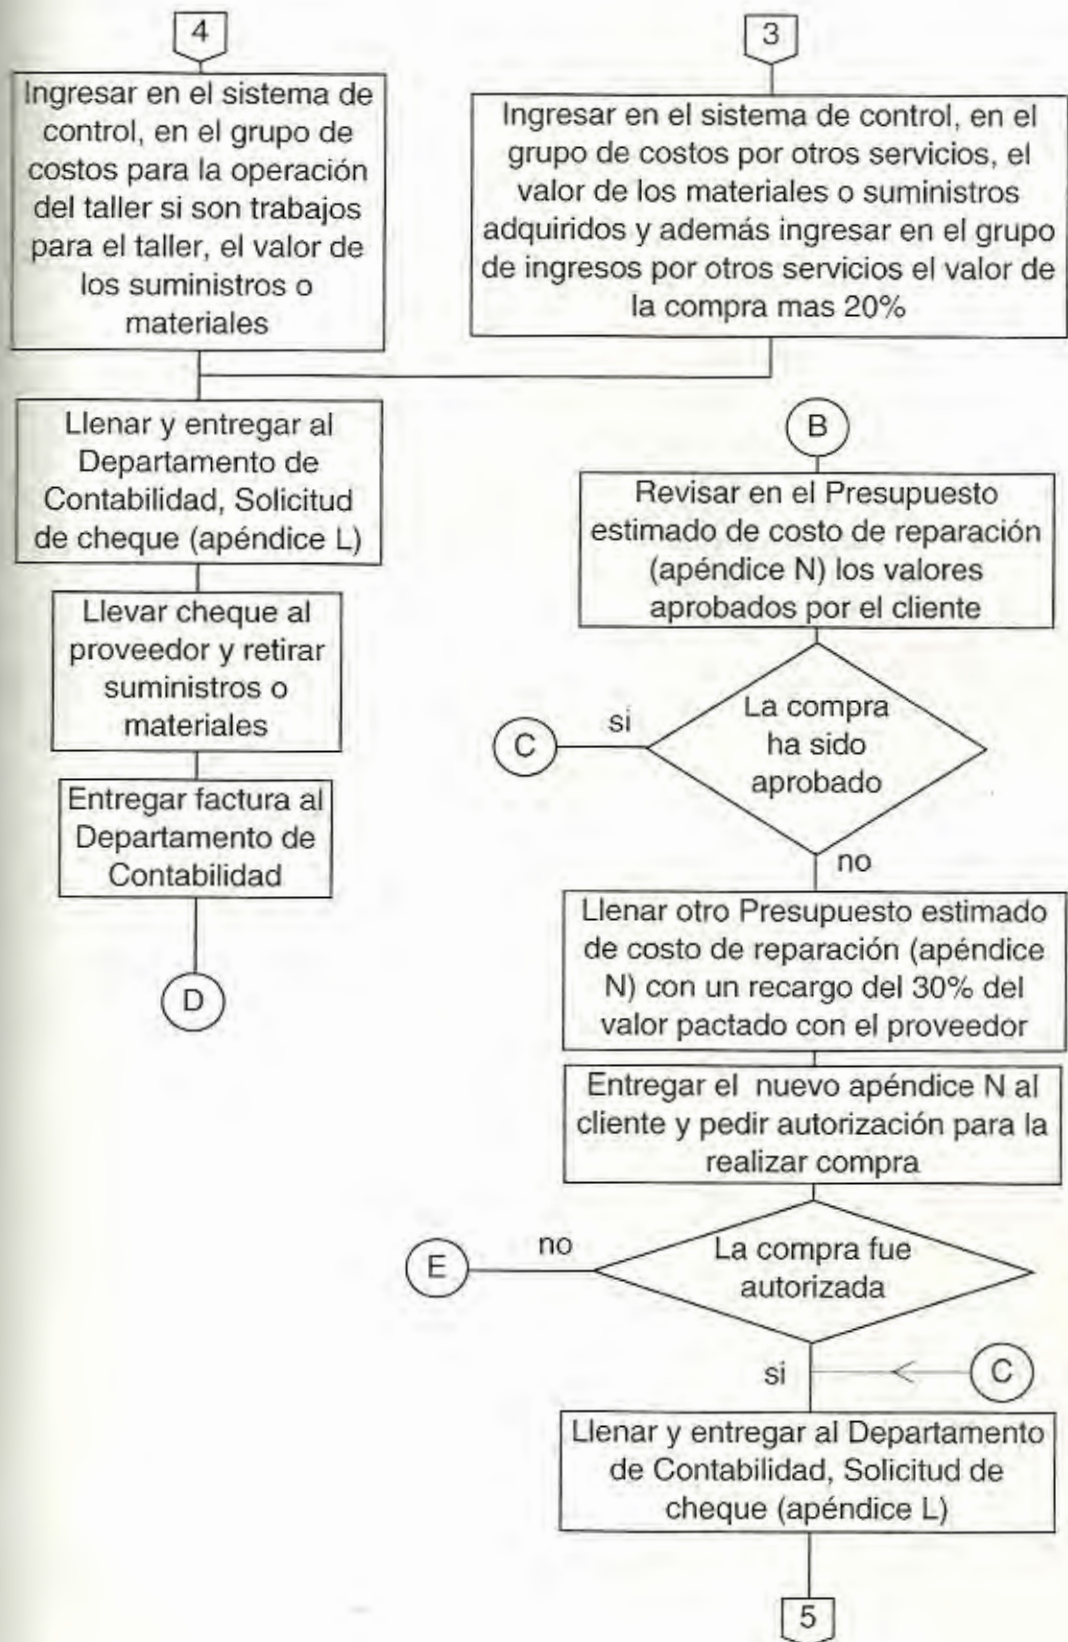 4
Ingresar en el sistema de
control, en el grupo de
costos para la operación
del taller si son trabajos
para el taller, el valor de
los suministros o
materiales
3
Ingresar en el sistema de control, en el
grupo de costos por otros servicios, el
valor de los materiales o suministros
adquiridos y además ingresar en el grupo
de ingresos por otros servicios el valor de
la compra mas 20%
Llenar y entregar al
Departamento de
Contabilidad, Solicitud
de cheque (apéndice L)
Llevar cheque al
proveedor y retirar
suministros o
materiales
Entregar factura al
Departamento de
Contabilidad
D
B
Revisar en el Presupuesto
estimado de costo de reparación
(apéndice N) los valores
aprobados por el cliente
La compra
ha sido
aprobado
si
C
no
Llenar otro Presupuesto estimado
de costo de reparación (apéndice
N) con un recargo del 30% del
valor pactado con el proveedor
Entregar el nuevo apéndice N al
cliente y pedir autorización para la
realizar compra
La compra fue
autorizada
no
E
si
C
Llenar y entregar al Departamento
de Contabilidad, Solicitud de
cheque (apéndice L)
5